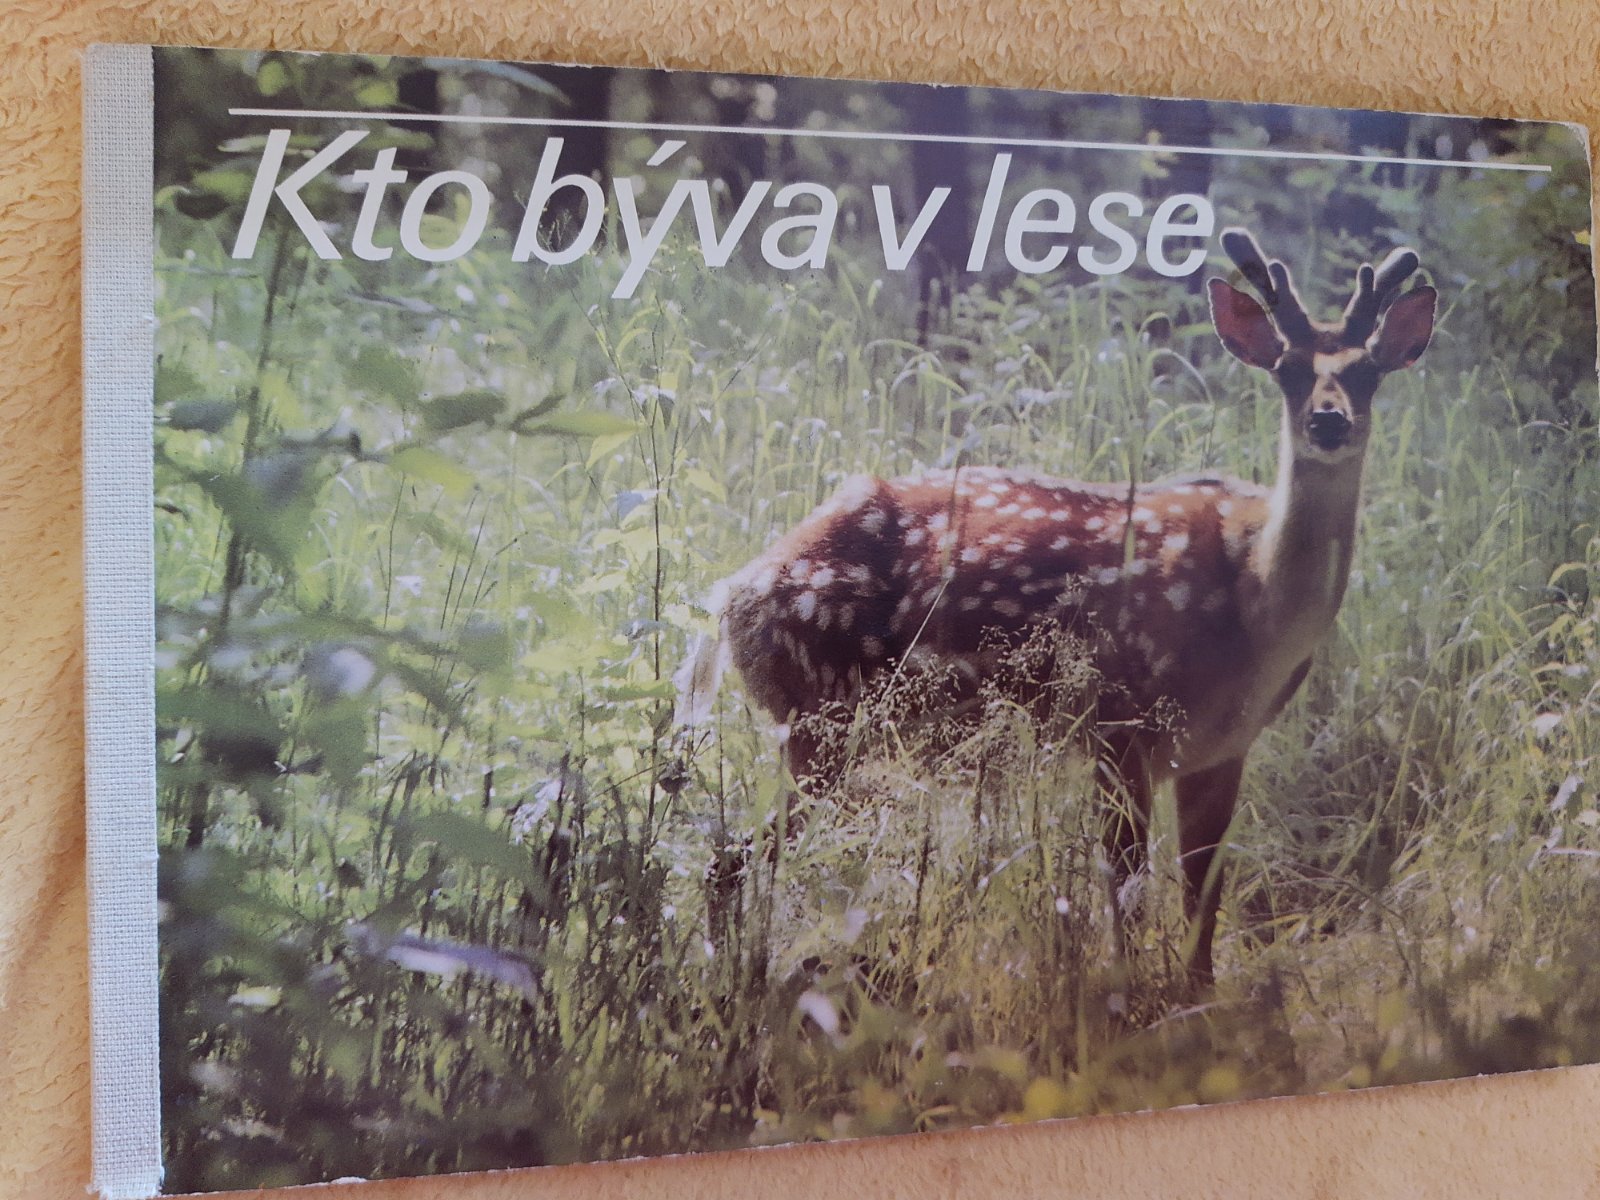 Kto býva v lese